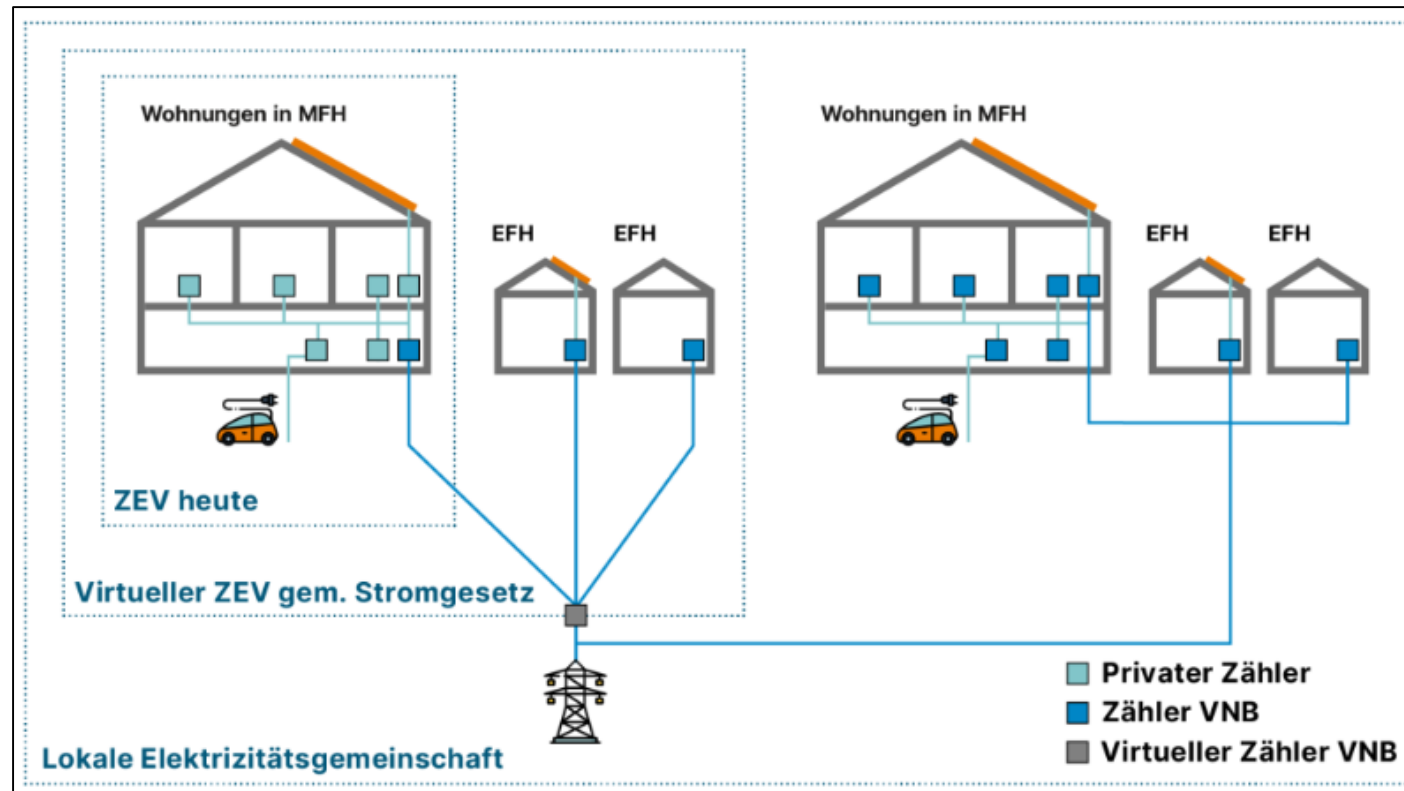 Wohnungen in MFH
Wohnungen in MFH
EFH
EFH
EFH
EFH
ZEV heute
Virtueller ZEV gem. Stromgesetz
Lokale Elektrizitätsgemeinschaft
Privater Zähler
Zähler VNB
Virtueller Zähler VNB